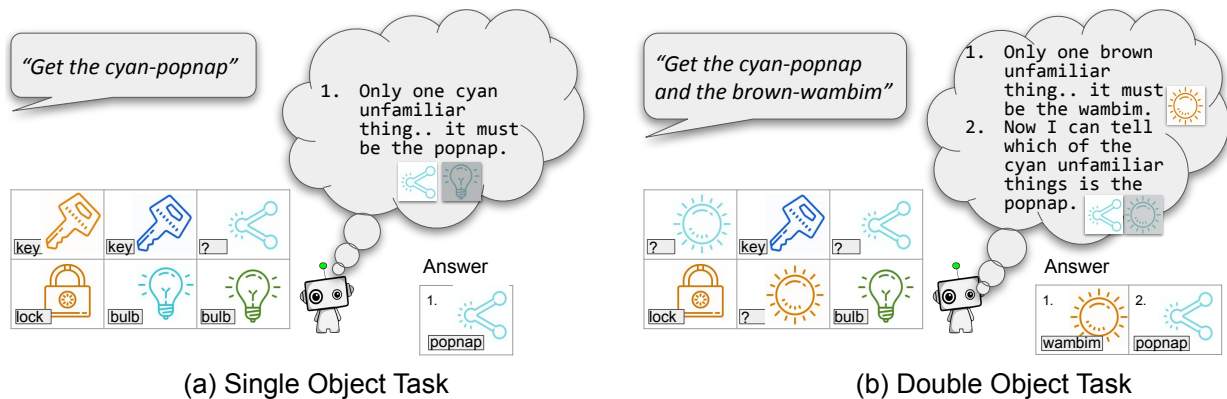 “Get the cyan-popnap”
1. Only one cyan
unfamiliar
thing.. it must
be the popnap.
key
key
?
lock
bulb
bulb
Answer
1.
popnap
(a) Single Object Task
“Get the cyan-popnap
and the brown-wambim”
1. Only one brown
unfamiliar
thing.. it must
be the wambim.
2. Now I can tell
which of the
cyan unfamiliar
things is the
popnap.
?
key
?
lock
?
bulb
Answer
1.
wambim
2.
popnap
(b) Double Object Task